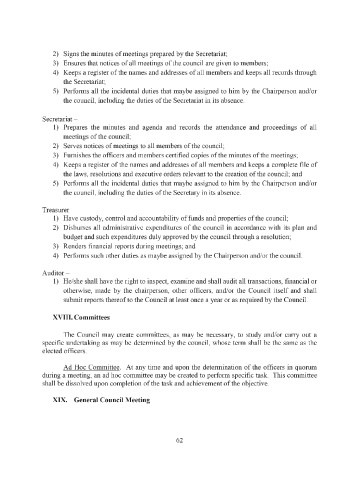 2) Signs the minutes of meetings prepared by the Secretariat;
3) Ensures that notices of all meetings of the council are given to members;
4) Keeps a register of the names and addresses of all members and keeps all records through
the Secretariat;
5) Performs all the incidental duties that maybe assigned to him by the Chairperson and/or
the council, including the duties of the Secretariat in its absence.
Secretariat –
1) Prepares the minutes and agenda and records the attendance and proceedings of all
meetings of the council;
2) Serves notices of meetings to all members of the council;
3) Furnishes the officers and members certified copies of the minutes of the meetings;
4) Keeps a register of the names and addresses of all members and keeps a complete file of
the laws, resolutions and executive orders relevant to the creation of the council; and
5) Performs all the incidental duties that maybe assigned to him by the Chairperson and/or
the council, including the duties of the Secretary in its absence.
Treasurer
1) Have custody, control and accountability of funds and properties of the council;
2) Disburses all administrative expenditures of the council in accordance with its plan and
budget and such expenditures duly approved by the council through a resolution;
3) Renders financial reports during meetings; and
4) Performs such other duties as maybe assigned by the Chairperson and/or the council.
Auditor –
1) He/she shall have the right to inspect, examine and shall audit all transactions, financial or
otherwise, made by the chairperson, other officers, and/or the Council itself and shall
submit reports thereof to the Council at least once a year or as required by the Council.
XVIII. Committees
The Council may create committees, as may be necessary, to study and/or carry out a
specific undertaking as may be determined by the council, whose term shall be the same as the
elected officers.
Ad Hoc Committee. At any time and upon the determination of the officers in quorum
during a meeting, an ad hoc committee may be created to perform specific task. This committee
shall be dissolved upon completion of the task and achievement of the objective.
XIX. General Council Meeting
62